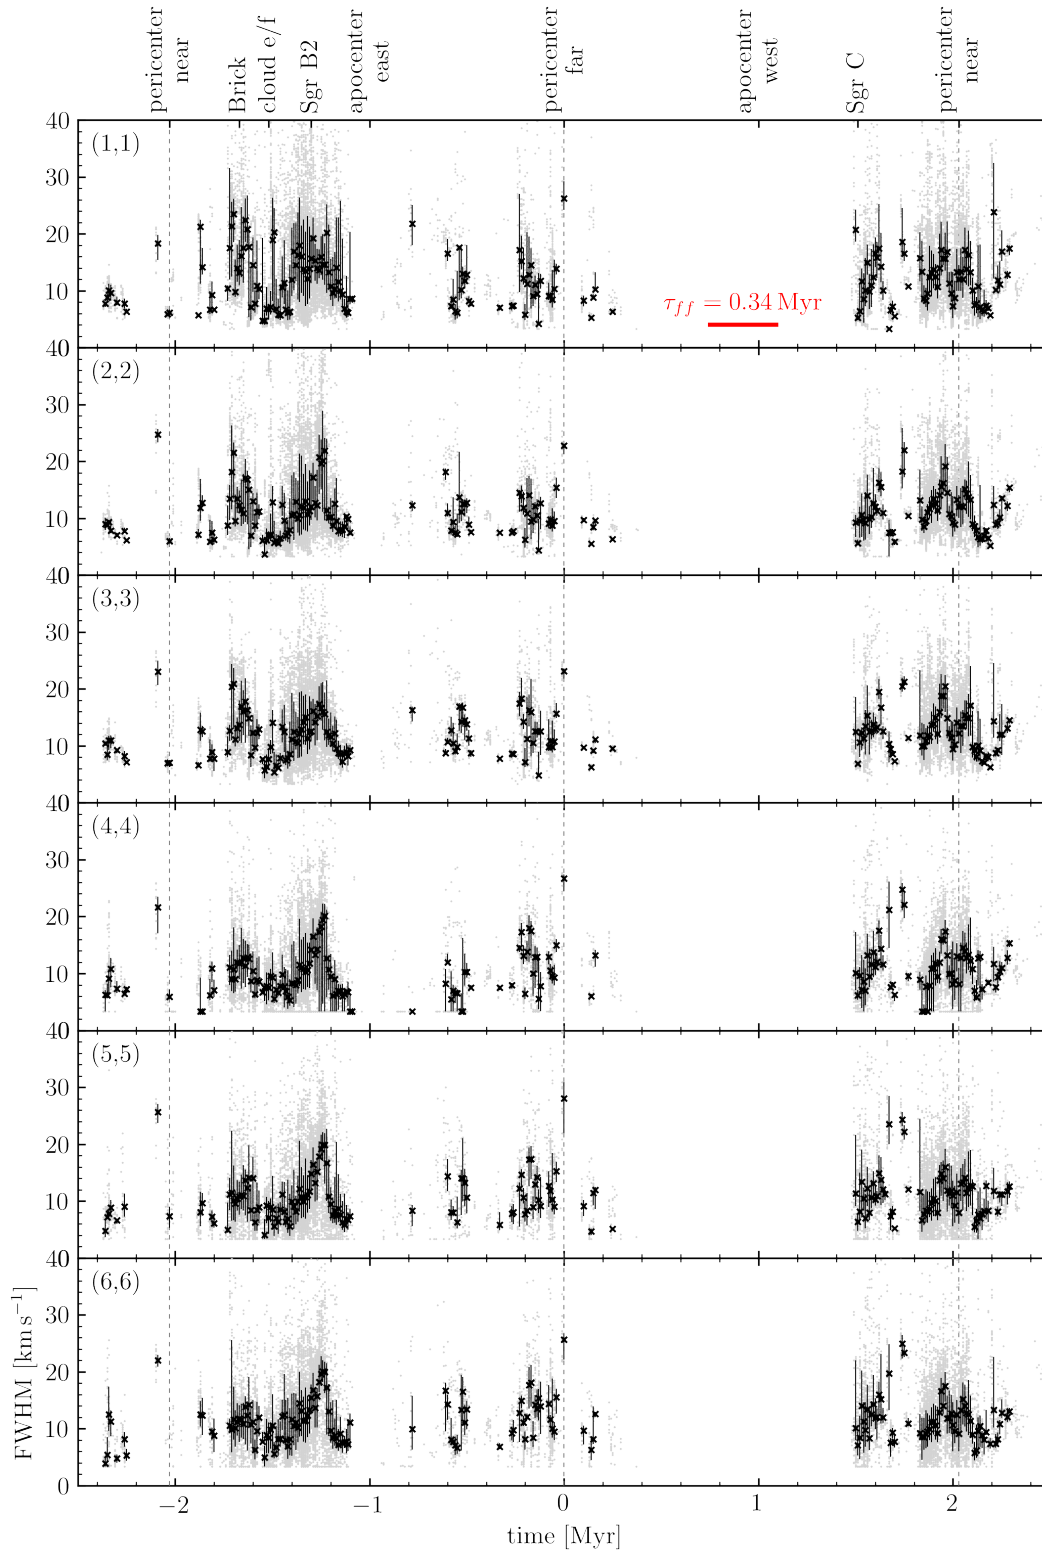 pericenter
near
Brick
cloud e/f
Sgr B2
apocenter
east
pericenter
far
apocenter
west
Sgr C
pericenter
near
40
(1,1)
30
20
10
τff = 0.34 Myr
40
(2,2)
30
20
10
40
(3,3)
30
20
10
40
(4,4)
30
20
10
40
(5,5)
30
20
10
40
(6,6)
30
20
10
0
FWHM [km s−1]
−2 −1 0 1 2
time [Myr]